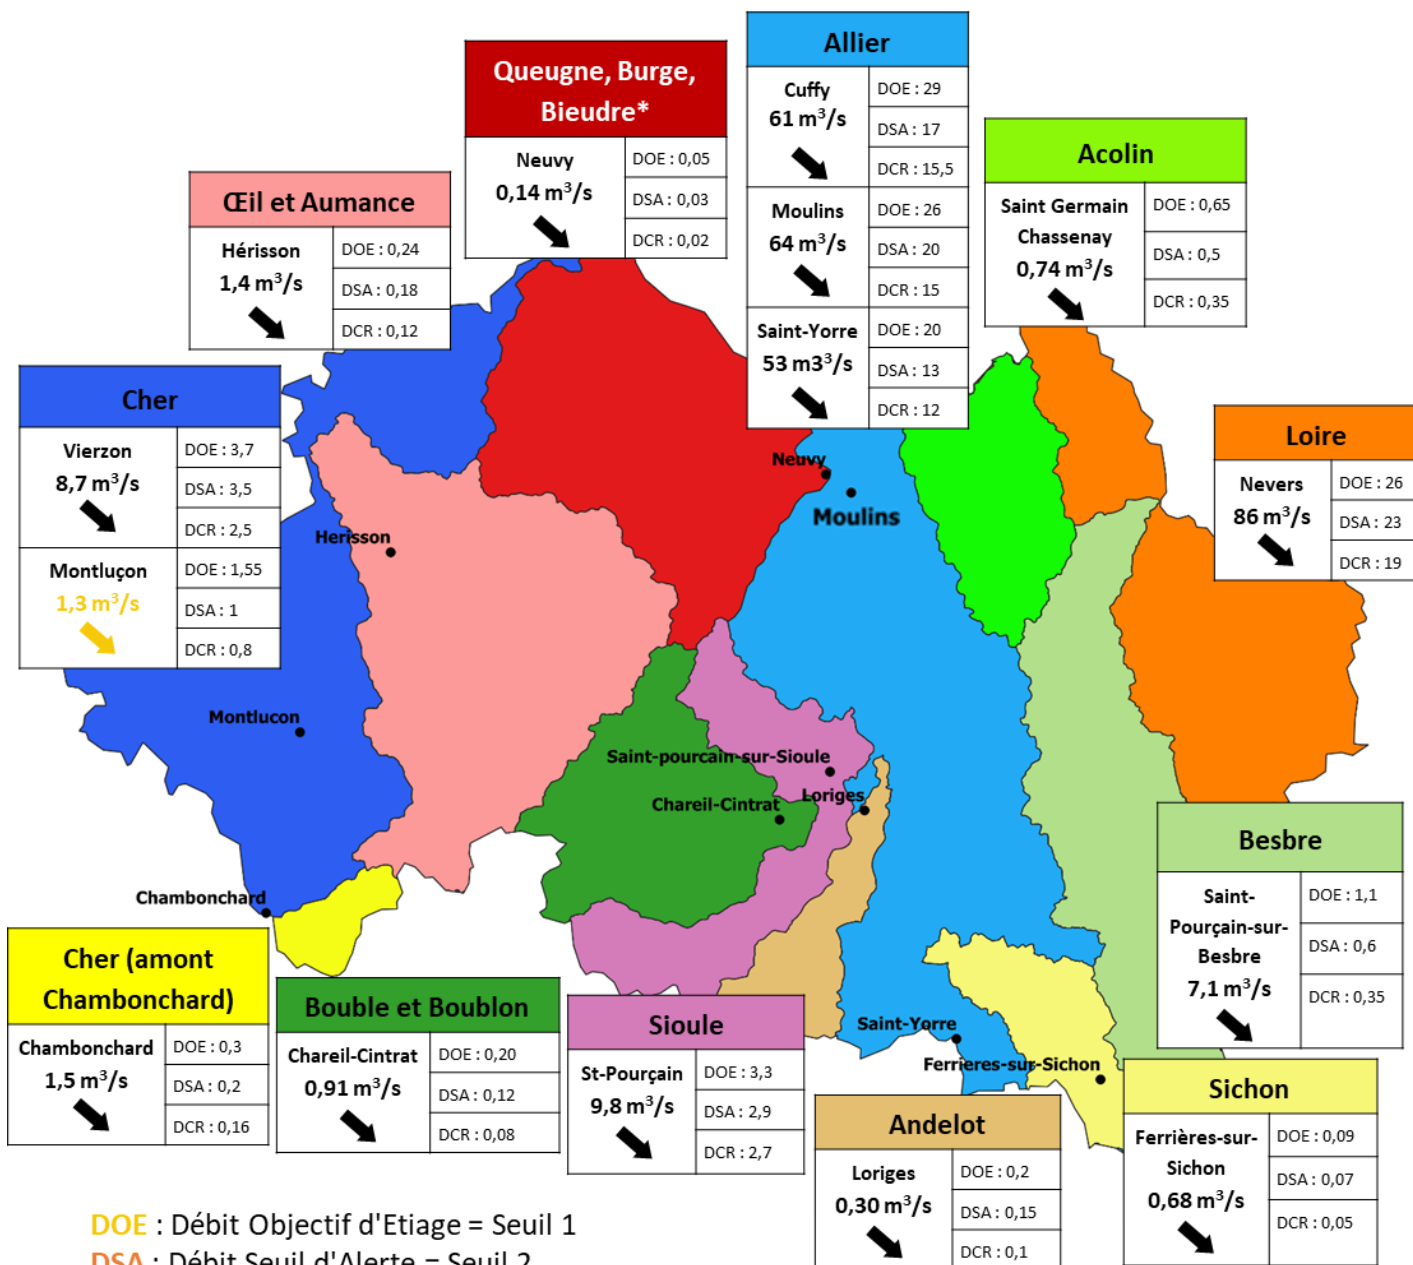 Allier
Cuffy
61 m³/s
DOE : 29
DSA : 17
DCR : 15,5
Moulins
64 m³/s
DOE : 26
DSA : 20
DCR : 15
Saint-Yorre
53 m3³/s
DOE : 20
DSA : 13
DCR : 12
Queugne, Burge,
Bieudre*
Neuvy
0,14 m³/s
DOE : 0,05
DSA : 0,03
DCR : 0,02
Acolin
Saint Germain
Chassenay
0,74 m³/s
DOE : 0,65
DSA : 0,5
DCR : 0,35
Œil et Aumance
Hérisson
1,4 m³/s
DOE : 0,24
DSA : 0,18
DCR : 0,12
Cher
Vierzon
8,7 m³/s
DOE : 3,7
DSA : 3,5
DCR : 2,5
Montluçon
1,3 m³/s
DOE : 1,55
DSA : 1
DCR : 0,8
Loire
Nevers
86 m³/s
DOE : 26
DSA : 23
DCR : 19
Neuvy
Moulins
Herisson
Montlucon
Saint-pourcain-sur-Sioule
Loriges
Chareil-Cintrat
Chambonchard
Saint-Yorre
Ferrieres-sur-Sichon
Besbre
Saint-
Pourçain-sur-
Besbre
7,1 m³/s
DOE : 1,1
DSA : 0,6
DCR : 0,35
Cher (amont
Chambonchard)
Chambonchard
1,5 m³/s
DOE : 0,3
DSA : 0,2
DCR : 0,16
Bouble et Boublon
Chareil-Cintrat
0,91 m³/s
DOE : 0,20
DSA : 0,12
DCR : 0,08
Sioule
St-Pourçain
9,8 m³/s
DOE : 3,3
DSA : 2,9
DCR : 2,7
Andelot
Loriges
0,30 m³/s
DOE : 0,2
DSA : 0,15
DCR : 0,1
Sichon
Ferrières-sur-
Sichon
0,68 m³/s
DOE : 0,09
DSA : 0,07
DCR : 0,05
DOE : Débit Objectif d'Etiage = Seuil 1
DSA : Débit Seuil d'Alerte = Seuil 2